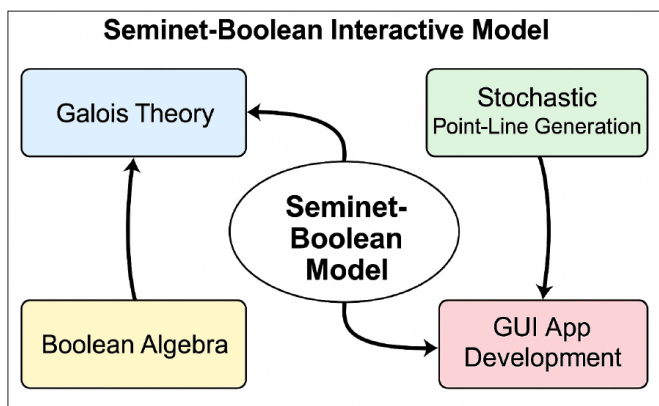 Seminet-Boolean Interactive Model
Galois Theory
Stochastic
Point-Line Generation
Seminet-
Boolean
Model
Boolean Algebra
GUI App
Development